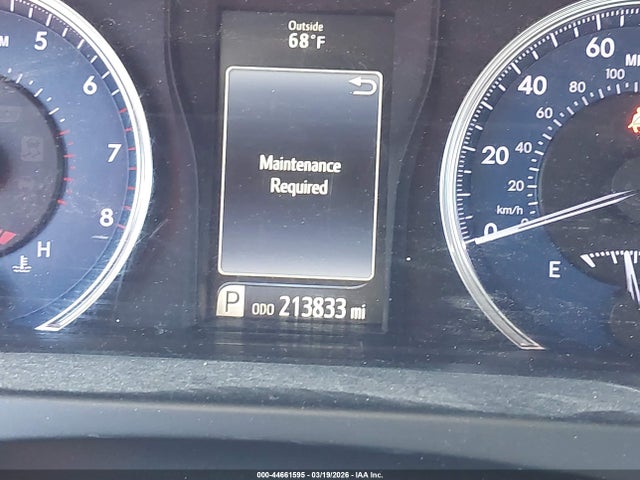 Outside
68°F
Maintenance
Required
P ODO 213833 mi
5
6
7
8
H
60
40
20
0
100
80
60
40
20
km/h
E
000-44661595 - 03/19/2026 - IAA Inc.